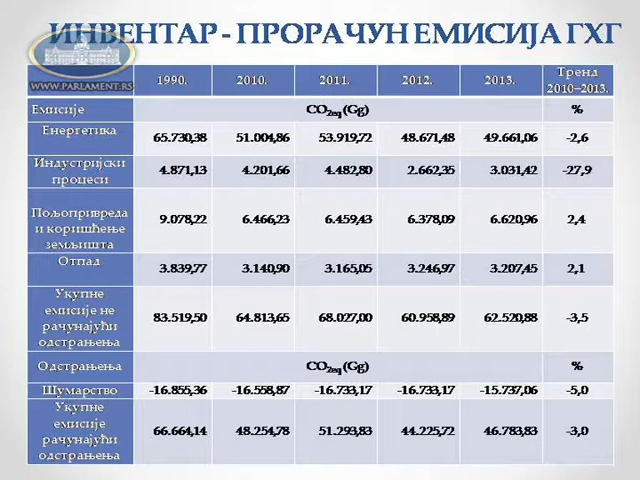 ИНВЕНТАР - ПРОРАЧУН ЕМИСИЈА ГХГ
WWW.PARLAMENT.RS
1990. 2010. 2011. 2012. 2013. Тренд 2010–2013.
Емисије CO2eq (Gg) %
Енергетика 65.730,38 51.004,86 53.919,72 48.671,48 49.661,06 -2,6
Индустријски процеси 4.871,13 4.201,66 4.482,80 2.662,35 3.031,42 -27,9
Пољопривреда и коришћење земљишта 9.078,22 6.466,23 6.459,43 6.378,09 6.620,96 2,4
Отпад 3.839,77 3.140,90 3.165,05 3.246,97 3.207,45 2,1
Укупне емисије не рачунајући одстрањења 83.519,50 64.813,65 68.027,00 60.958,89 62.520,88 -3,5
Одстрањења CO2eq (Gg) %
Шумарство -16.855,36 -16.558,87 -16.733,17 -16.733,17 -15.737,06 -5,0
Укупне емисије рачунајући одстрањења 66.664,14 48.254,78 51.293,83 44.225,72 46.783,83 -3,0